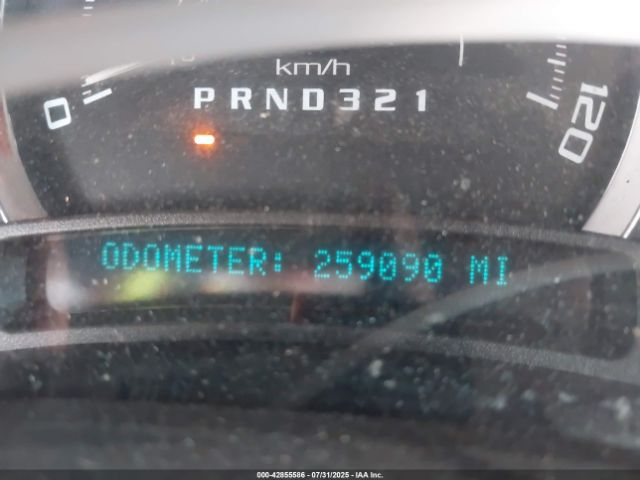 km/h
0
PRND321
120
ODOMETER: 259090 MI
000-42855586 - 07/31/2025 - IAA Inc.